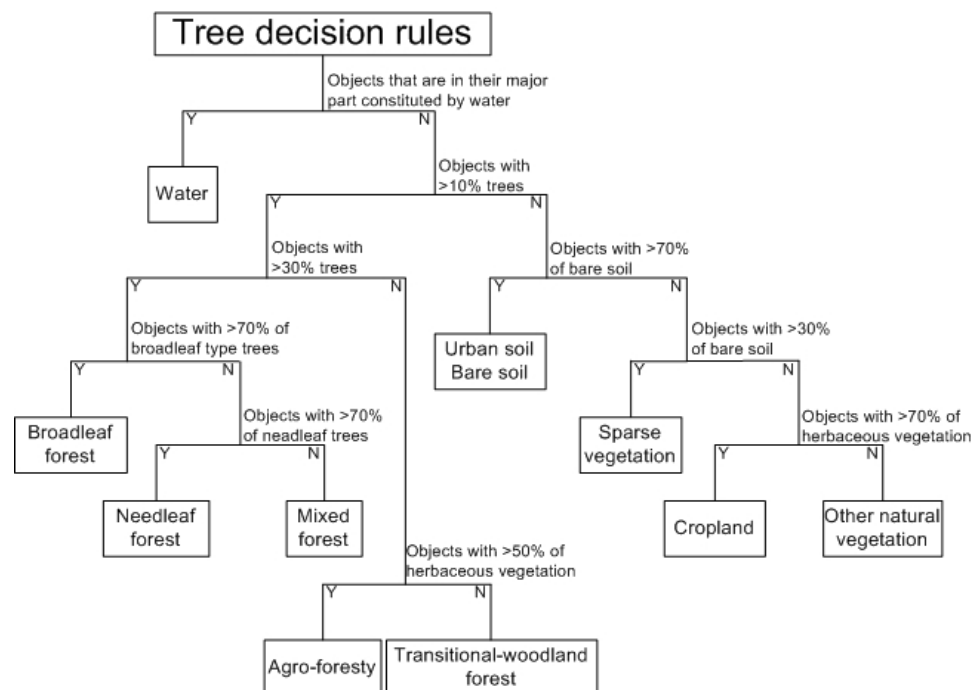 Tree decision rules
Objects that are in their major
part constituted by water
Y
N
Water
Objects with
>10% trees
Y
N
Objects with
>30% trees
Objects with >70%
of bare soil
Y
N
Y
N
Objects with >70% of
broadleaf type trees
Urban soil
Bare soil
Objects with >30%
of bare soil
Y
N
Y
N
Broadleaf
forest
Objects with >70%
of neadleaf trees
Sparse
vegetation
Objects with >70% of
herbaceous vegetation
Y
N
Y
N
Needleaf
forest
Mixed
forest
Cropland
Other natural
vegetation
Objects with >50% of
herbaceous vegetation
Y
N
Agro-foresty
Transitional-woodland
forest